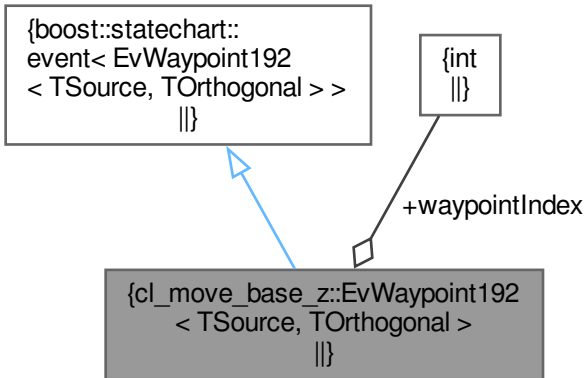 {boost::statechart::
event< EvWaypoint192
< TSource, TOrthogonal > >
||}
{int
||}
+waypointIndex
{cl_move_base_z::EvWaypoint192
< TSource, TOrthogonal >
||}